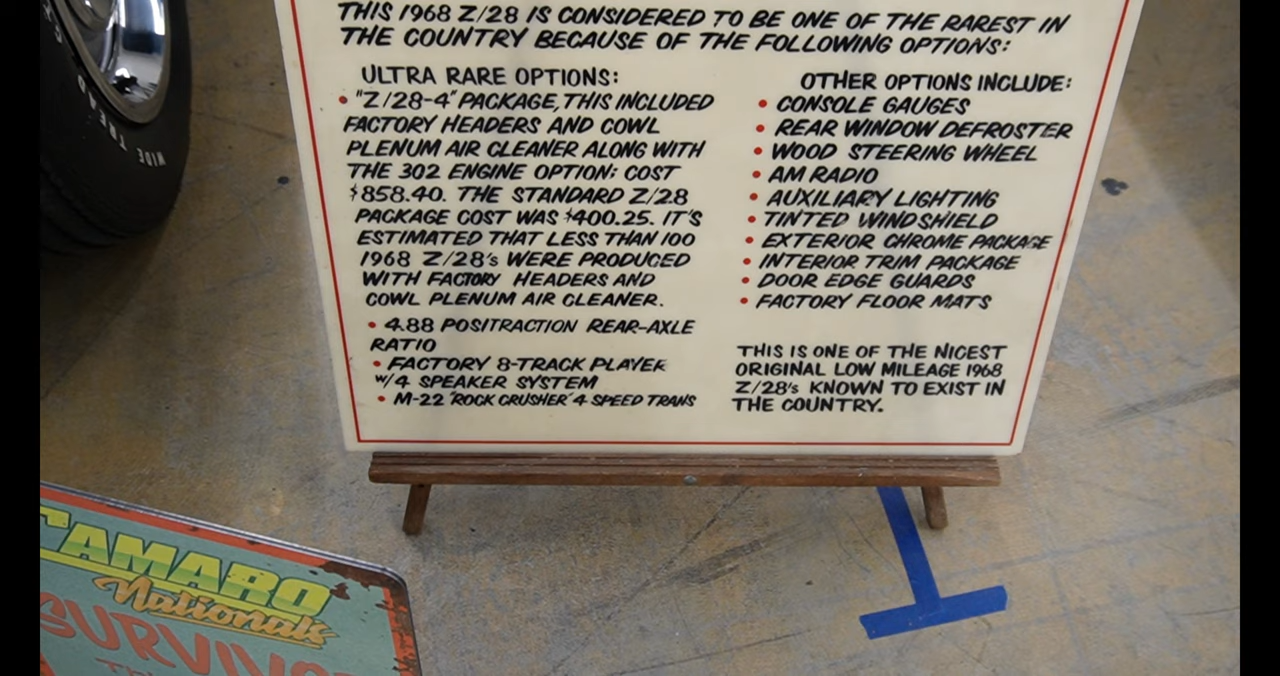 THIS 1968 Z/28 IS CONSIDERED TO BE ONE OF THE RAREST IN
THE COUNTRY BECAUSE OF THE FOLLOWING OPTIONS:
ULTRA RARE OPTIONS:
• "Z/28-4" PACKAGE, THIS INCLUDED
FACTORY HEADERS AND COWL
PLENUM AIR CLEANER ALONG WITH
THE 302 ENGINE OPTION; COST
$858.40. THE STANDARD Z/28
PACKAGE COST WAS $400.25. IT'S
ESTIMATED THAT LESS THAN 100
1968 Z/28's WERE PRODUCED
WITH FACTORY HEADERS AND
COWL PLENUM AIR CLEANER.
• 4.88 POSITRACTION REAR-AXLE
RATIO
• FACTORY 8-TRACK PLAYER
w/4 SPEAKER SYSTEM
• M-22 "ROCK CRUSHER" 4 SPEED TRANS
OTHER OPTIONS INCLUDE:
• CONSOLE GAUGES
• REAR WINDOW DEFROSTER
• WOOD STEERING WHEEL
• AM RADIO
• AUXILIARY LIGHTING
• TINTED WINDSHIELD
• EXTERIOR CHROME PACKAGE
• INTERIOR TRIM PACKAGE
• DOOR EDGE GUARDS
• FACTORY FLOOR MATS
THIS IS ONE OF THE NICEST
ORIGINAL LOW MILEAGE 1968
Z/28's KNOWN TO EXIST IN
THE COUNTRY.
WIDE TREAD
CAMARO
Nationals